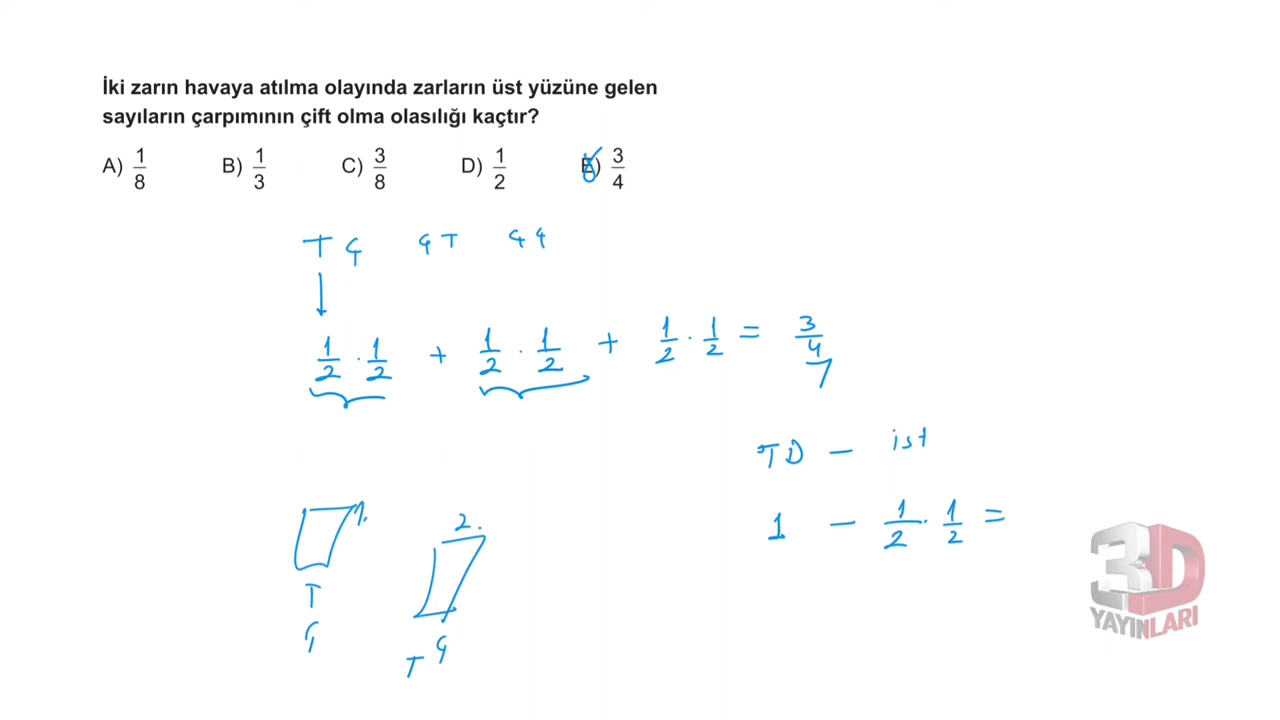 İki zarın havaya atılma olayında zarların üst yüzüne gelen
sayıların çarpımının çift olma olasılığı kaçtır?
A) 1/8 B) 1/3 C) 3/8 D) 1/2 E) 3/4
T Ç ÇT ÇÇ
1/2 · 1/2 + 1/2 · 1/2 + 1/2 · 1/2 = 3/4
TD - ist
1 - 1/2 · 1/2 =
1.
T
Ç
2.
T Ç
3D
YAYINLARI